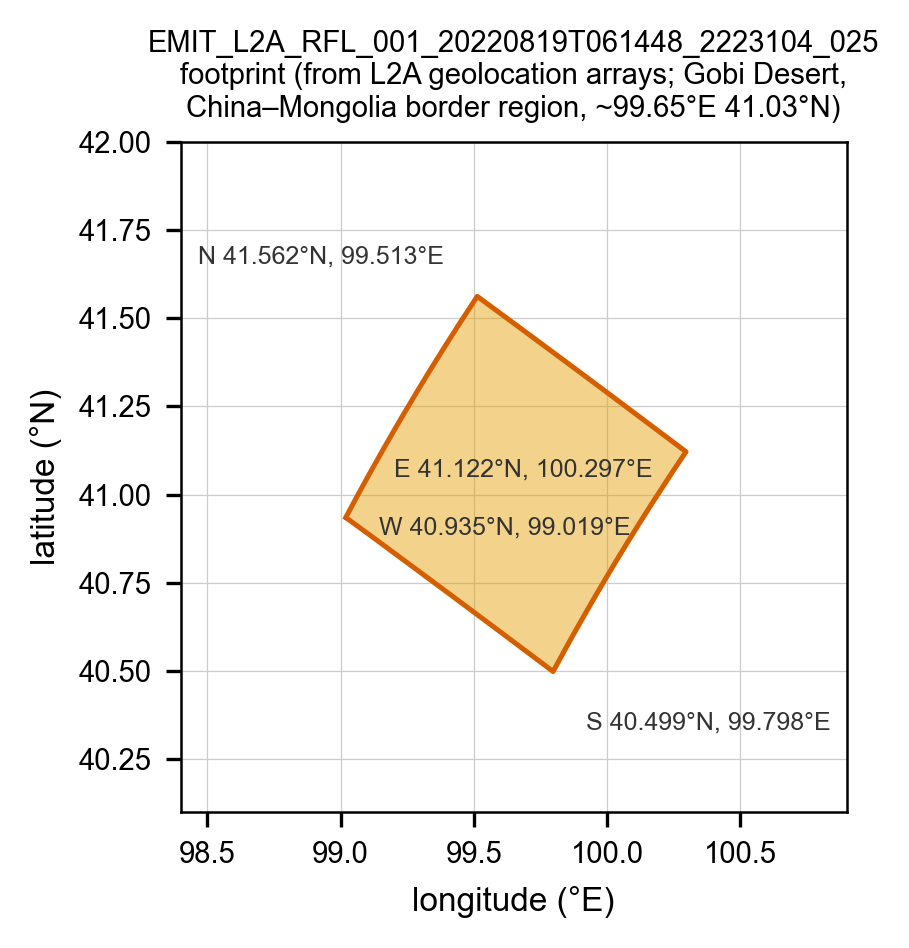 EMIT_L2A_RFL_001_20220819T061448_2223104_025
footprint (from L2A geolocation arrays; Gobi Desert,
China–Mongolia border region, ~99.65°E 41.03°N)
42.00
41.75
N 41.562°N, 99.513°E
41.50
41.25
E 41.122°N, 100.297°E
41.00
W 40.935°N, 99.019°E
40.75
40.50
S 40.499°N, 99.798°E
40.25
latitude (°N)
98.5 99.0 99.5 100.0 100.5
longitude (°E)